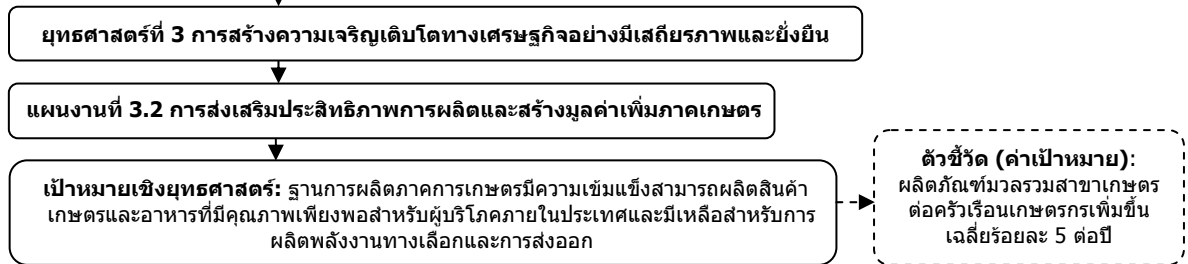 ยุทธศาสตร์ที่ 3 การสร้างความเจริญเติบโตทางเศรษฐกิจอย่างมีเสถียรภาพและยั่งยืน
แผนงานที่ 3.2 การส่งเสริมประสิทธิภาพการผลิตและสร้างมูลค่าเพิ่มภาคเกษตร
เป้าหมายเชิงยุทธศาสตร์: ฐานการผลิตภาคการเกษตรมีความเข้มแข็งสามารถผลิตสินค้า
เกษตรและอาหารที่มีคุณภาพเพียงพอสำหรับผู้บริโภคภายในประเทศและมีเหลือสำหรับการ
ผลิตพลังงานทางเลือกและการส่งออก
ตัวชี้วัด (ค่าเป้าหมาย):
ผลิตภัณฑ์มวลรวมสาขาเกษตร
ต่อครัวเรือนเกษตรกรเพิ่มขึ้น
เฉลี่ยร้อยละ 5 ต่อปี